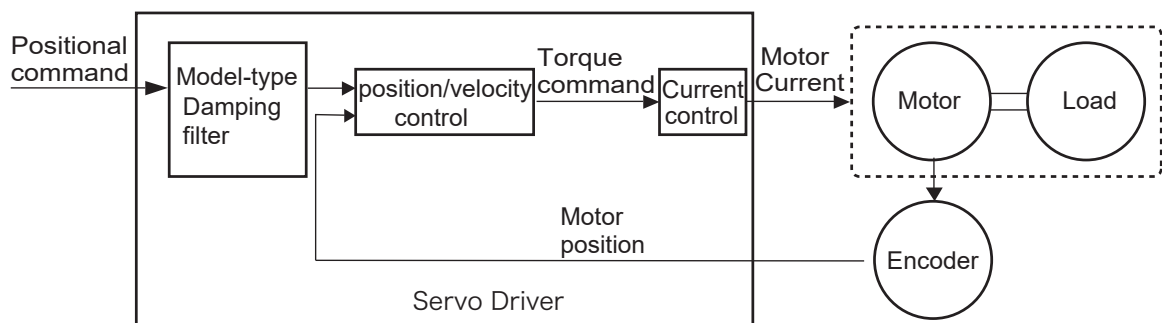 Positional
command
Model-type
Damping
filter
position/velocity
control
Torque
command
Current
control
Motor
Current
Motor
Load
Motor
position
Encoder
Servo Driver